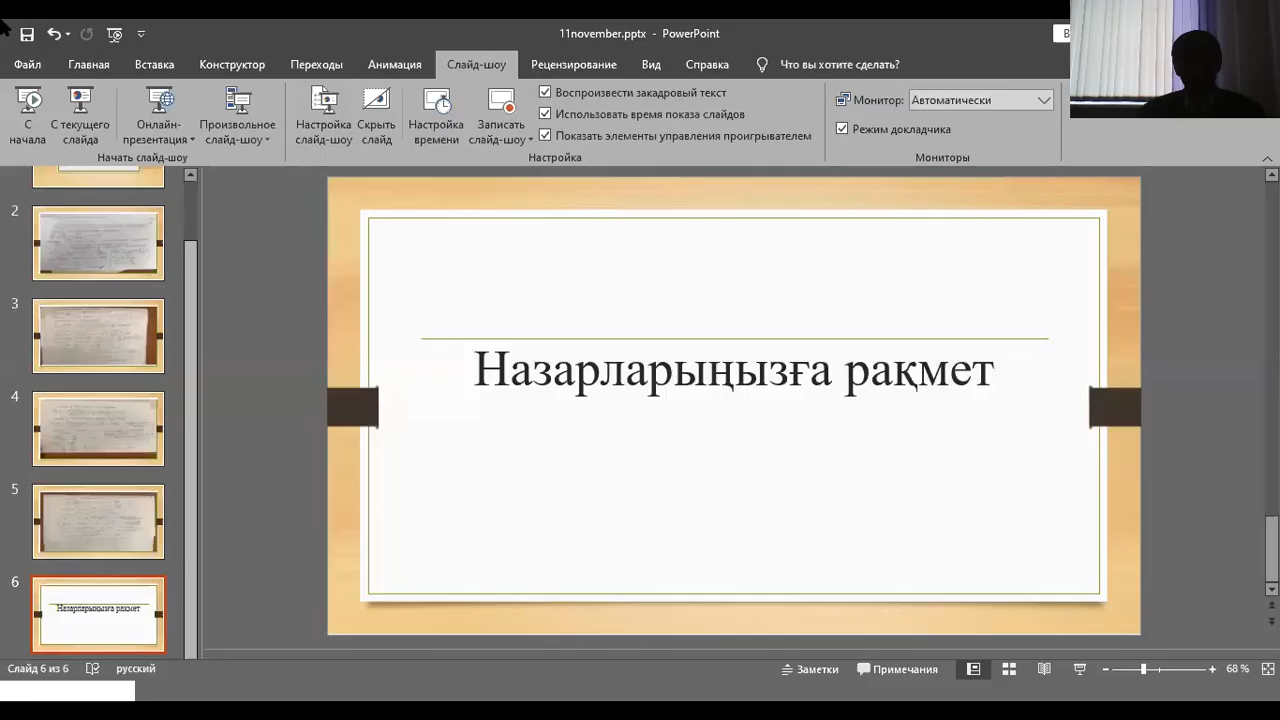 11november.pptx - PowerPoint
Файл Главная Вставка Конструктор Переходы Анимация Слайд-шоу Рецензирование Вид Справка Что вы хотите сделать?
С начала
С текущего слайда
Онлайн-презентация
Произвольное слайд-шоу
Начать слайд-шоу
Настройка слайд-шоу
Скрыть слайд
Настройка времени
Записать слайд-шоу
Воспроизвести закадровый текст
Использовать время показа слайдов
Показать элементы управления проигрывателем
Настройка
Монитор: Автоматически
Режим докладчика
Мониторы
2
3
4
5
6
Назарларыңызға рақмет
Назарларыңызға рақмет
Слайд 6 из 6 русский Заметки Примечания 68 %